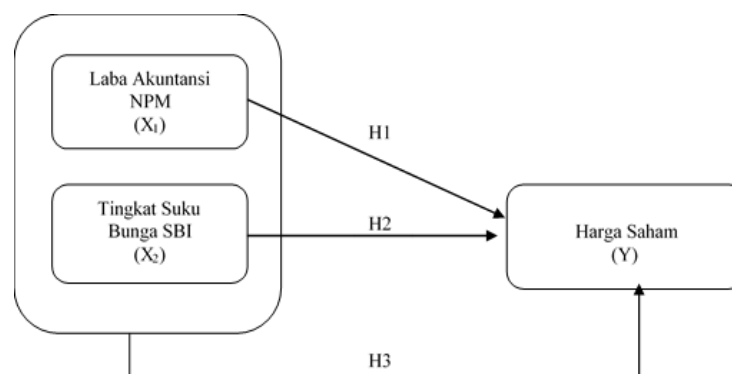 Laba Akuntansi
NPM
(X₁)
H1
Tingkat Suku
Bunga SBI
(X₂)
H2
Harga Saham
(Y)
H3